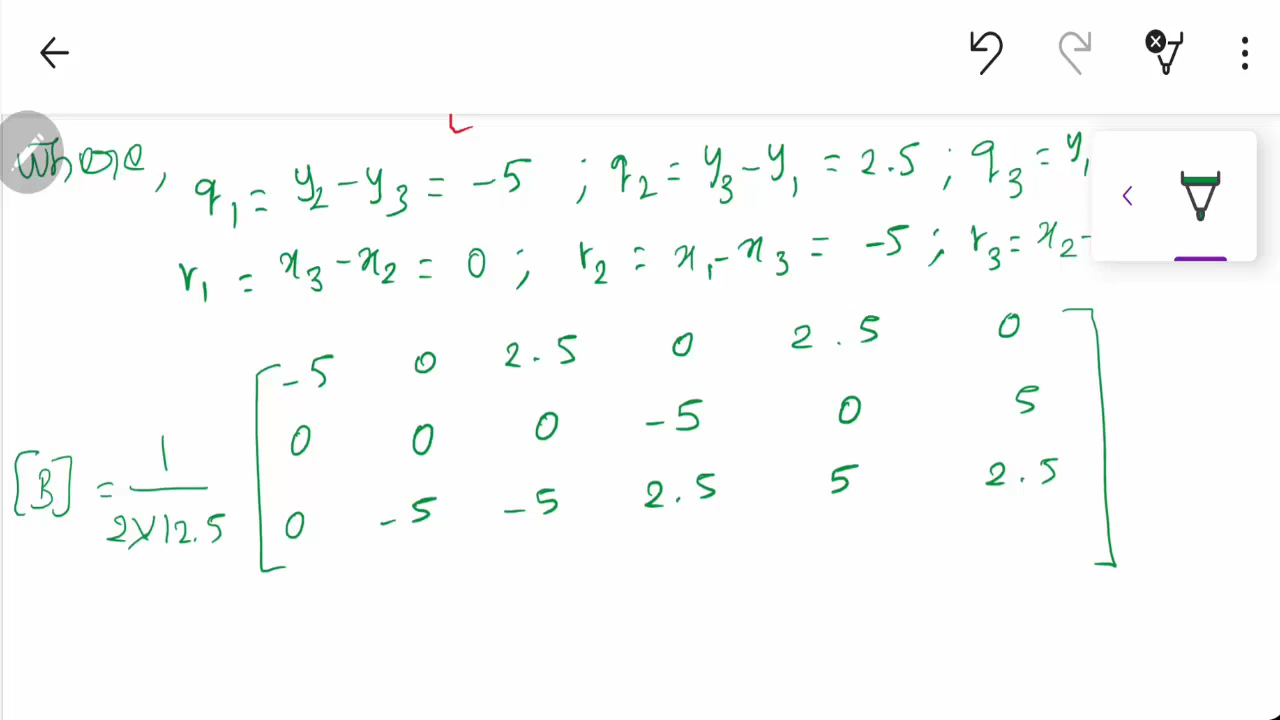 where, q₁ = y₂ - y₃ = -5 ; q₂ = y₃ - y₁ = 2.5 ; q₃ = y₁
r₁ = x₃ - x₂ = 0 ; r₂ = x₁ - x₃ = -5 ; r₃ = x₂ -
-5 0 2.5 0 2.5 0
0 0 0 -5 0 5
[B] = 1 / 2×12.5
0 -5 -5 2.5 5 2.5